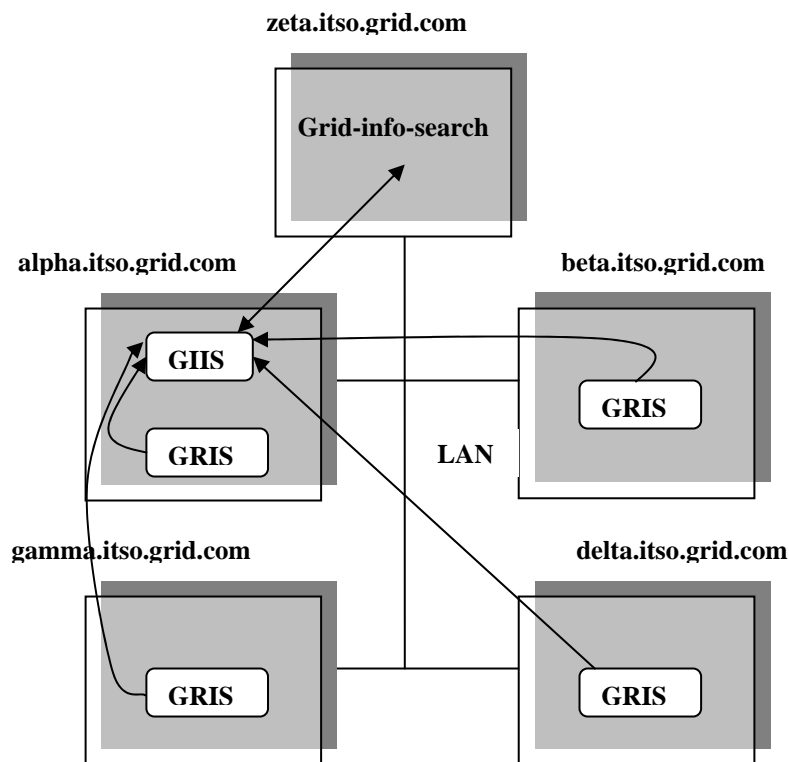 zeta.itso.grid.com
Grid-info-search
alpha.itso.grid.com
beta.itso.grid.com
GIIS
GRIS
GRIS
LAN
gamma.itso.grid.com
delta.itso.grid.com
GRIS
GRIS